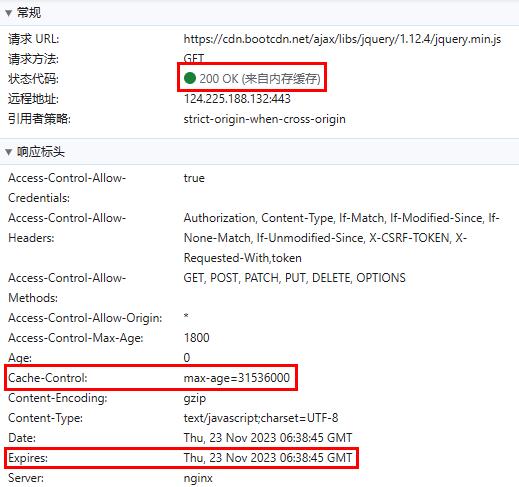 常规
请求 URL: https://cdn.bootcdn.net/ajax/libs/jquery/1.12.4/jquery.min.js
请求方法: GET
状态代码: 200 OK (来自内存缓存)
远程地址: 124.225.188.132:443
引用者策略: strict-origin-when-cross-origin
响应标头
Access-Control-Allow- true
Credentials:
Access-Control-Allow- Authorization, Content-Type, If-Match, If-Modified-Since, If-
Headers: None-Match, If-Unmodified-Since, X-CSRF-TOKEN, X-
Requested-With,token
Access-Control-Allow- GET, POST, PATCH, PUT, DELETE, OPTIONS
Methods:
Access-Control-Allow-Origin: *
Access-Control-Max-Age: 1800
Age: 0
Cache-Control: max-age=31536000
Content-Encoding: gzip
Content-Type: text/javascript;charset=UTF-8
Date: Thu, 23 Nov 2023 06:38:45 GMT
Expires: Thu, 23 Nov 2023 06:38:45 GMT
Server: nginx